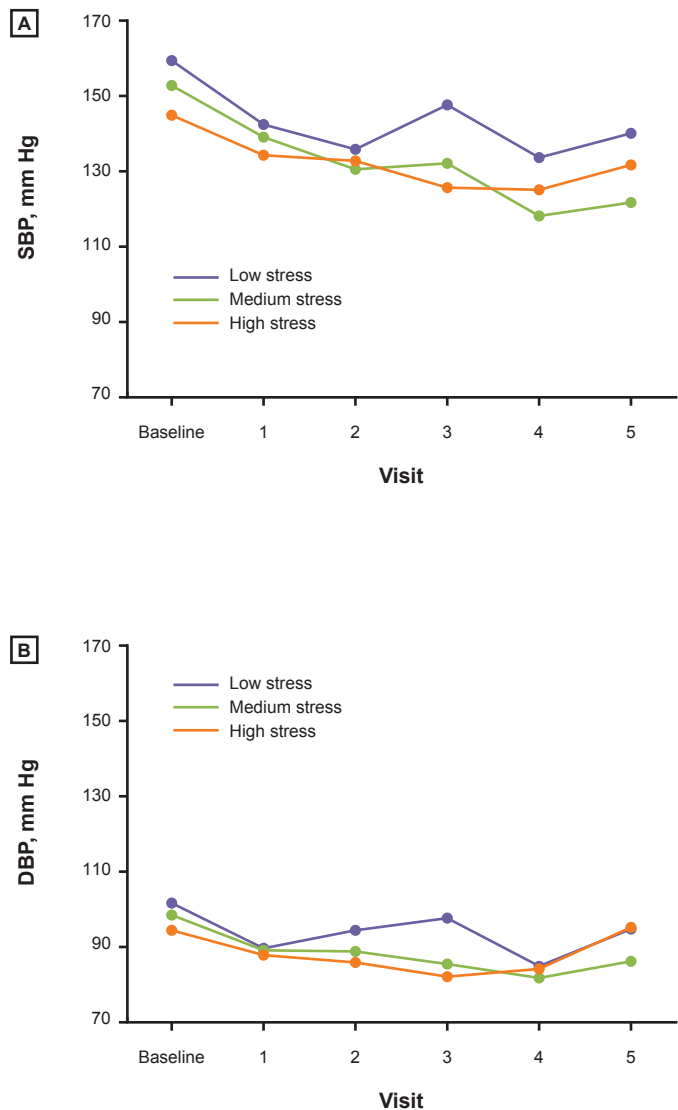 A
170
150
130
110
90
70
SBP, mm Hg
Low stress
Medium stress
High stress
Baseline 1 2 3 4 5
Visit
B
170
150
130
110
90
70
DBP, mm Hg
Low stress
Medium stress
High stress
Baseline 1 2 3 4 5
Visit